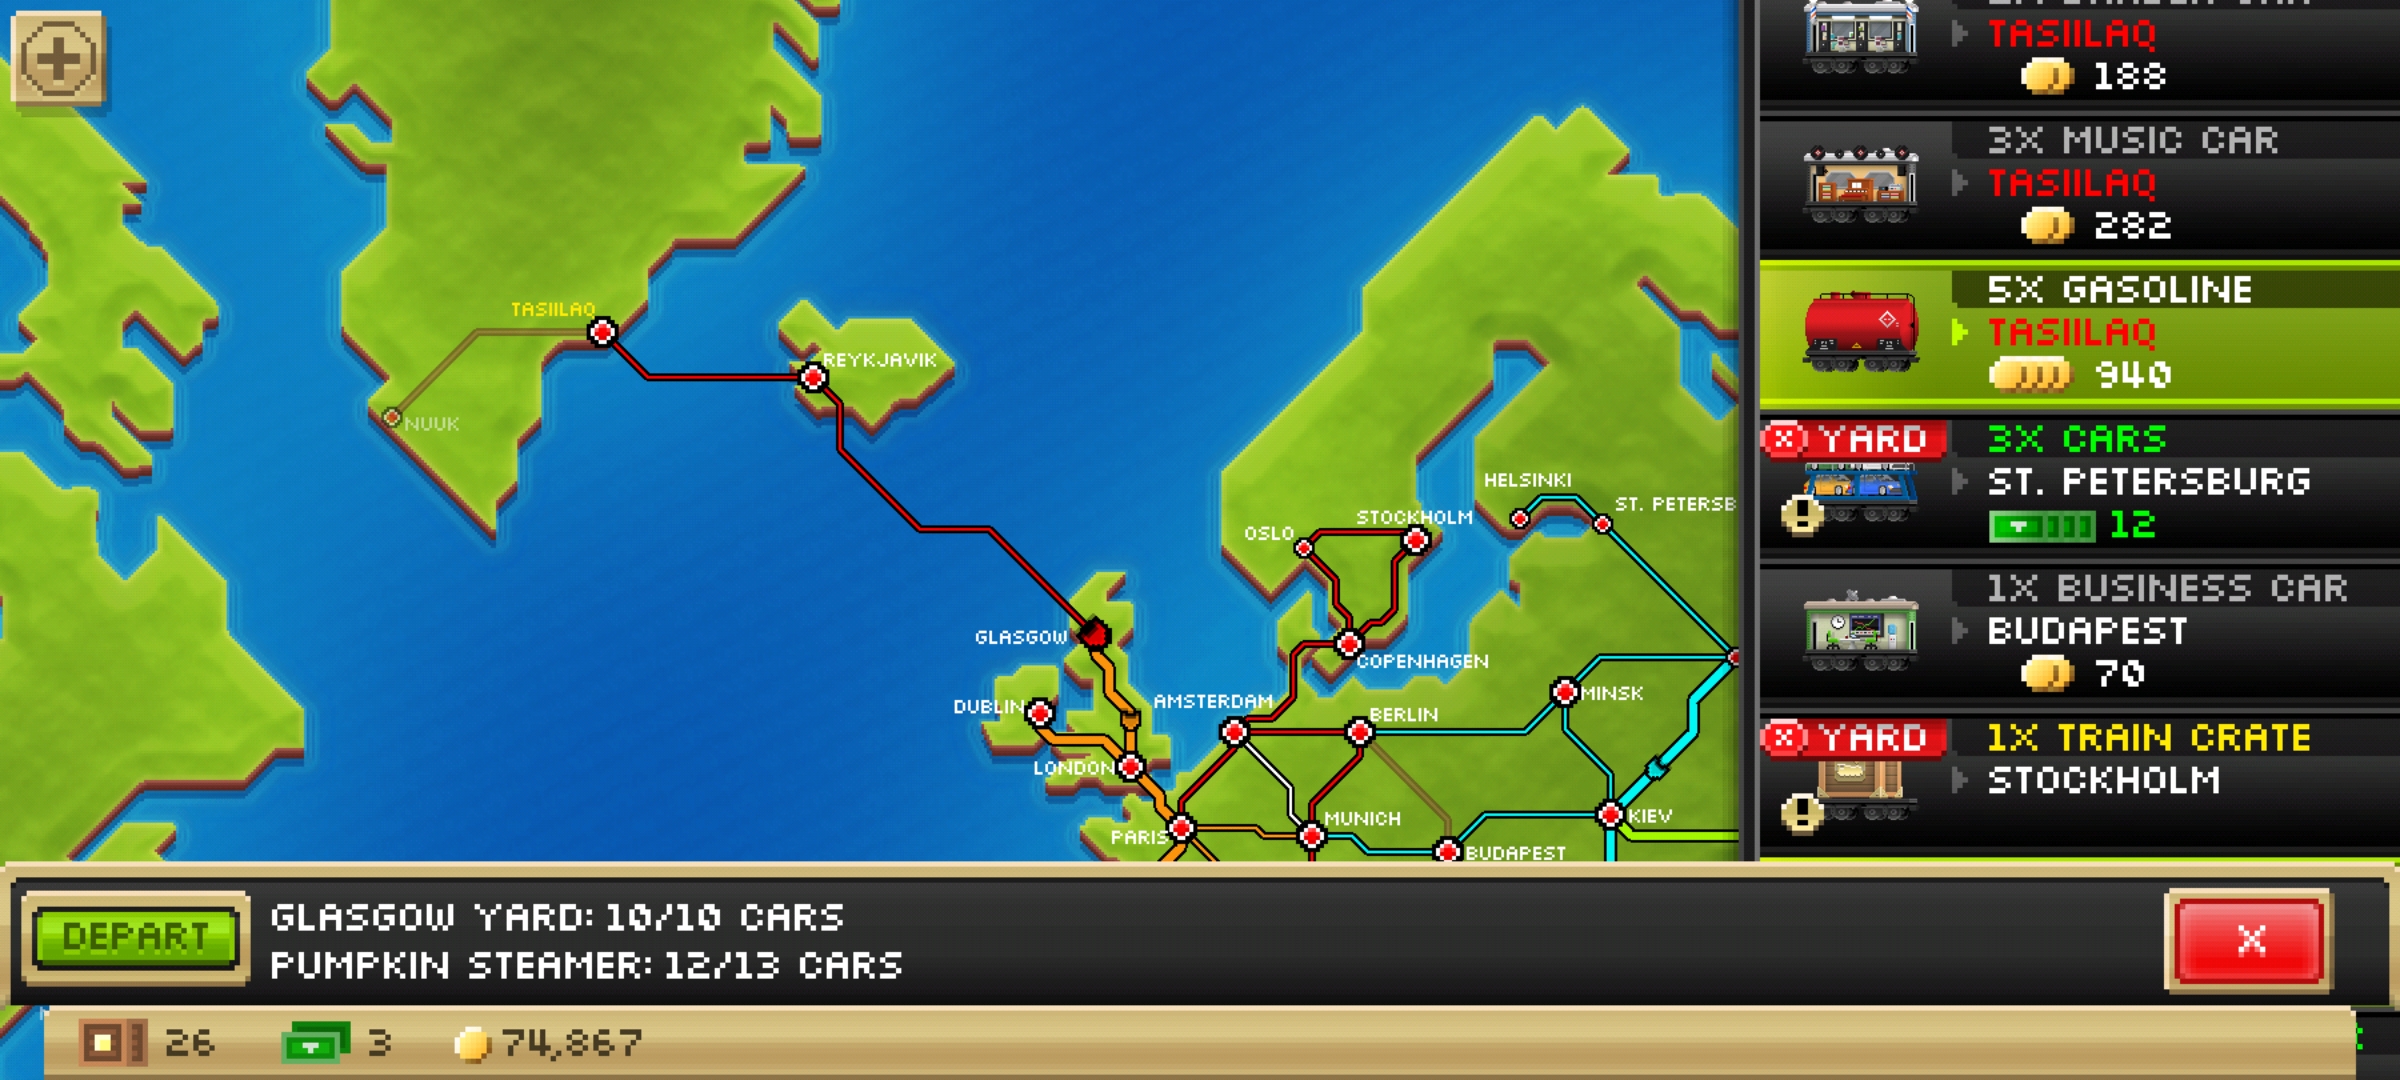 TASIILAQ
188
3X MUSIC CAR
TASIILAQ
282
5X GASOLINE
TASIILAQ
940
YARD
3X CARS
ST. PETERSBURG
12
1X BUSINESS CAR
BUDAPEST
70
YARD
1X TRAIN CRATE
STOCKHOLM
TASIILAQ
REYKJAVIK
NUUK
HELSINKI
ST. PETERSB
STOCKHOLM
OSLO
GLASGOW
COPENHAGEN
MINSK
DUBLIN
AMSTERDAM
BERLIN
LONDON
PARIS
MUNICH
KIEV
BUDAPEST
DEPART
GLASGOW YARD: 10/10 CARS
PUMPKIN STEAMER: 12/13 CARS
X
26
3
74,867